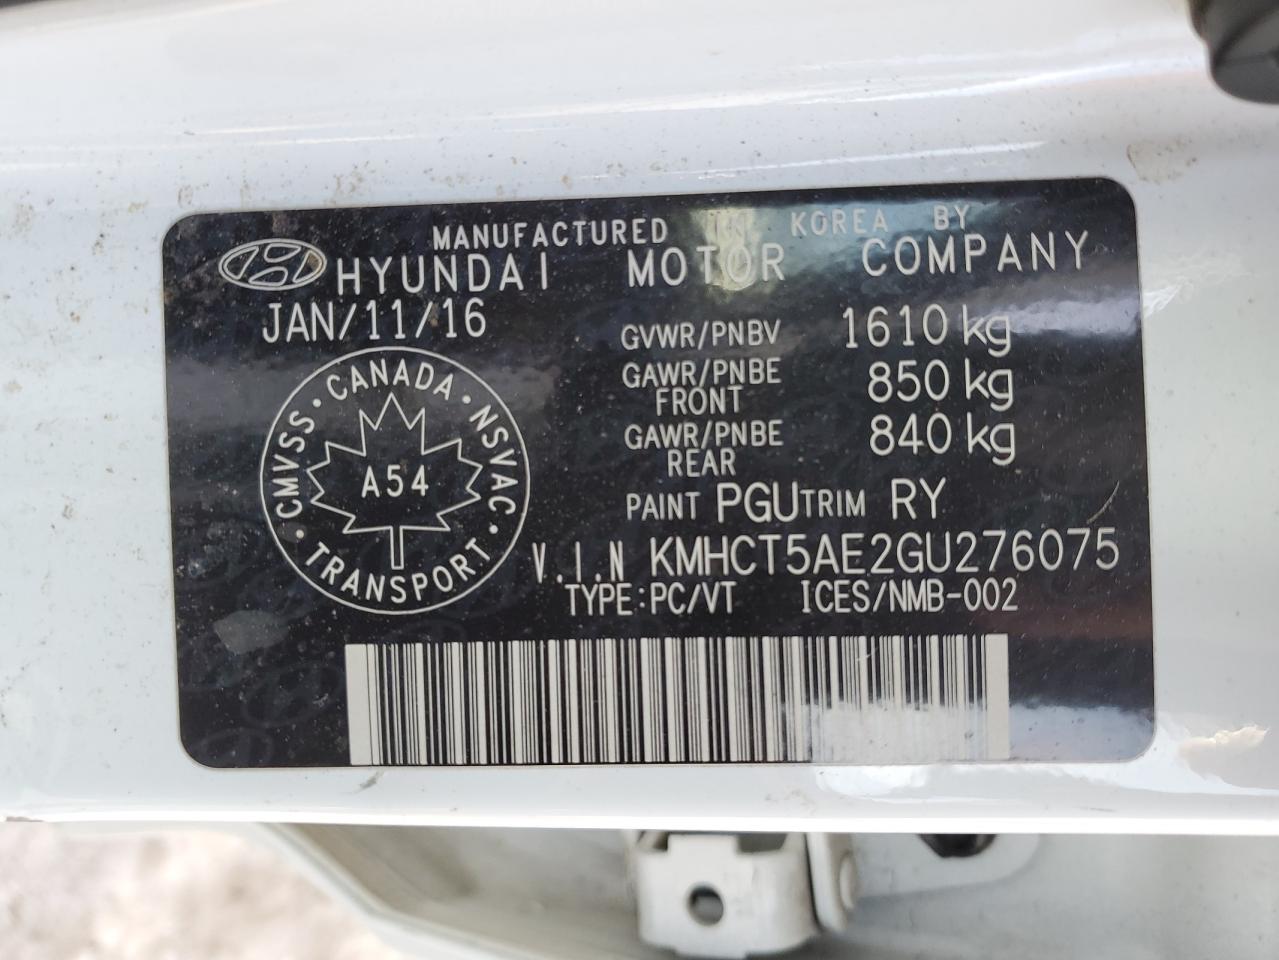 MANUFACTURED IN KOREA BY
HYUNDAI MOTOR COMPANY
JAN/11/16
GVWR/PNBV 1610 kg
GAWR/PNBE FRONT 850 kg
GAWR/PNBE REAR 840 kg
PAINT PGU TRIM RY
V.I.N KMHCT5AE2GU276075
TYPE:PC/VT ICES/NMB-002
CMVSS · CANADA · NSVAC · TRANSPORT ·
A54